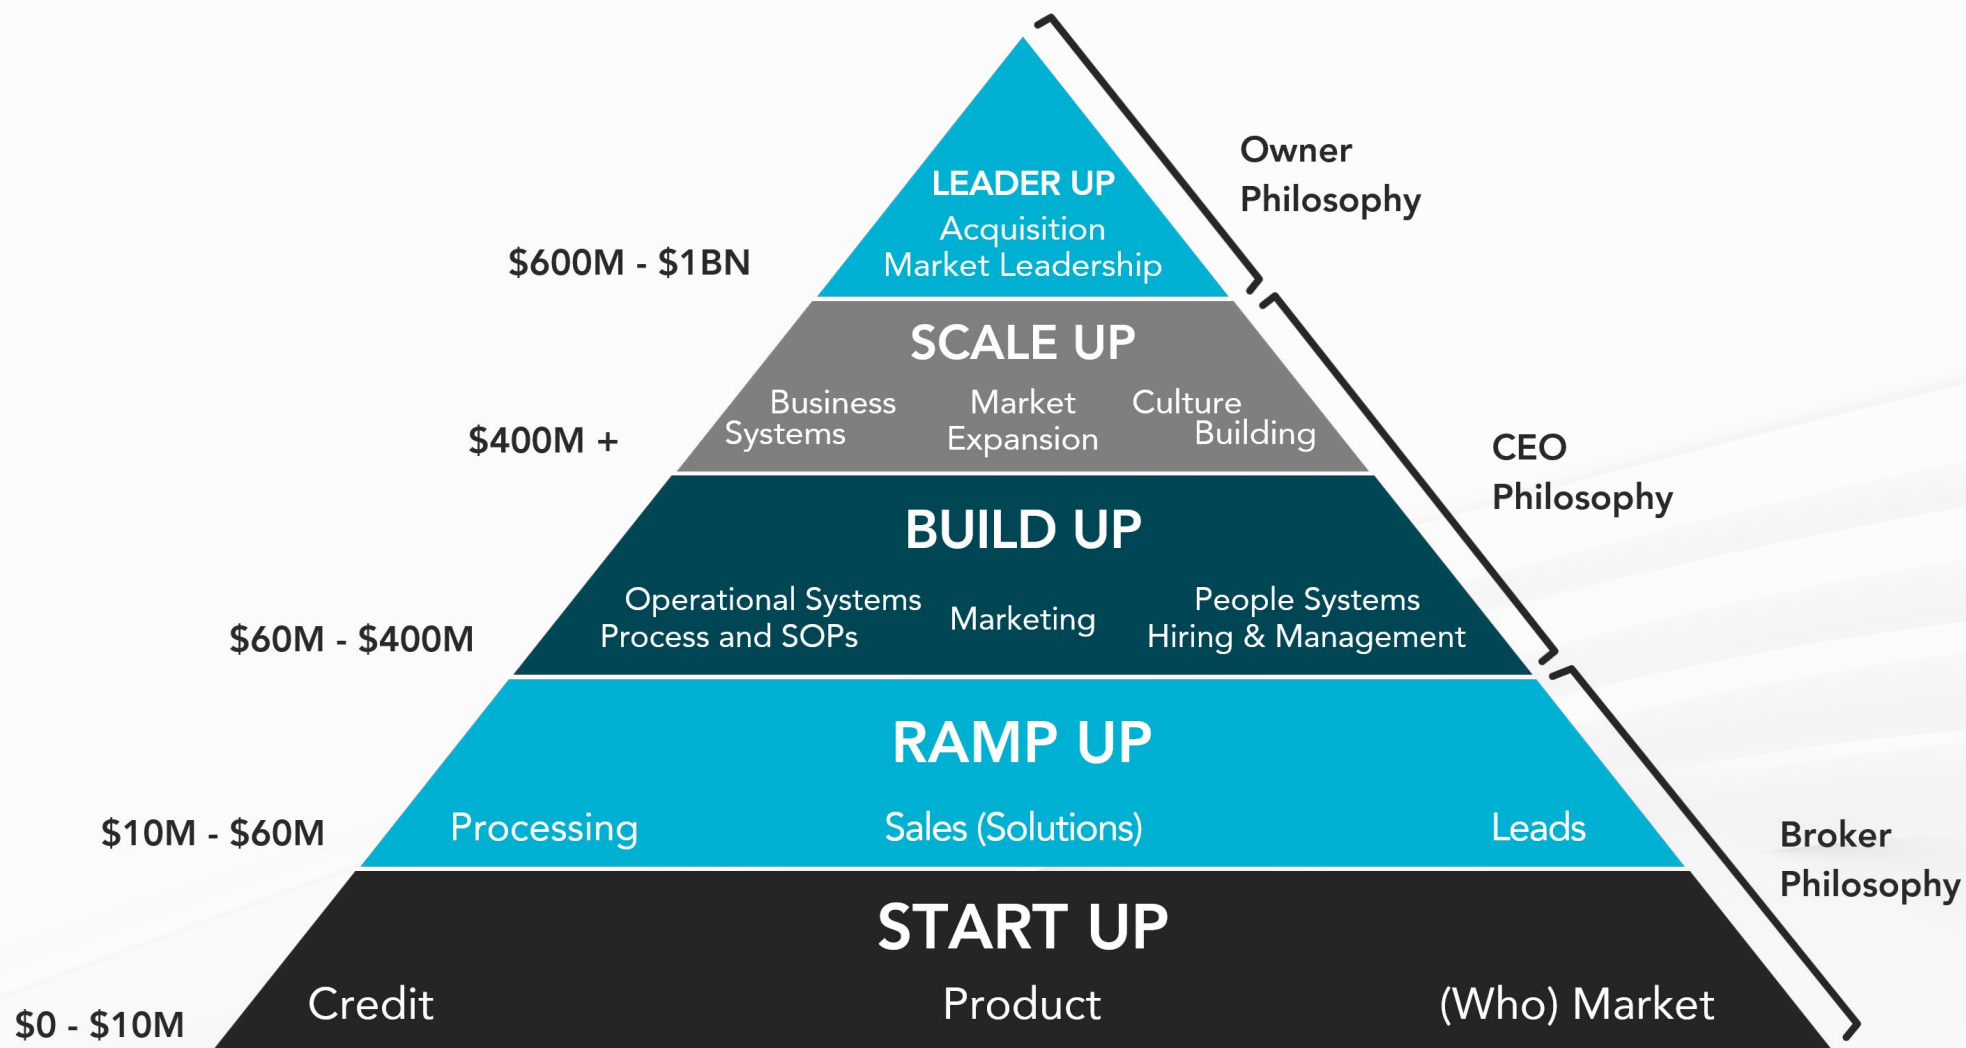 Owner
Philosophy
LEADER UP
Acquisition
Market Leadership
$600M - $1BN
SCALE UP
Business
Systems
Market
Expansion
Culture
Building
$400M +
CEO
Philosophy
BUILD UP
Operational Systems
Process and SOPs
Marketing
People Systems
Hiring & Management
$60M - $400M
RAMP UP
Processing
Sales (Solutions)
Leads
$10M - $60M
Broker
Philosophy
START UP
Credit
Product
(Who) Market
$0 - $10M